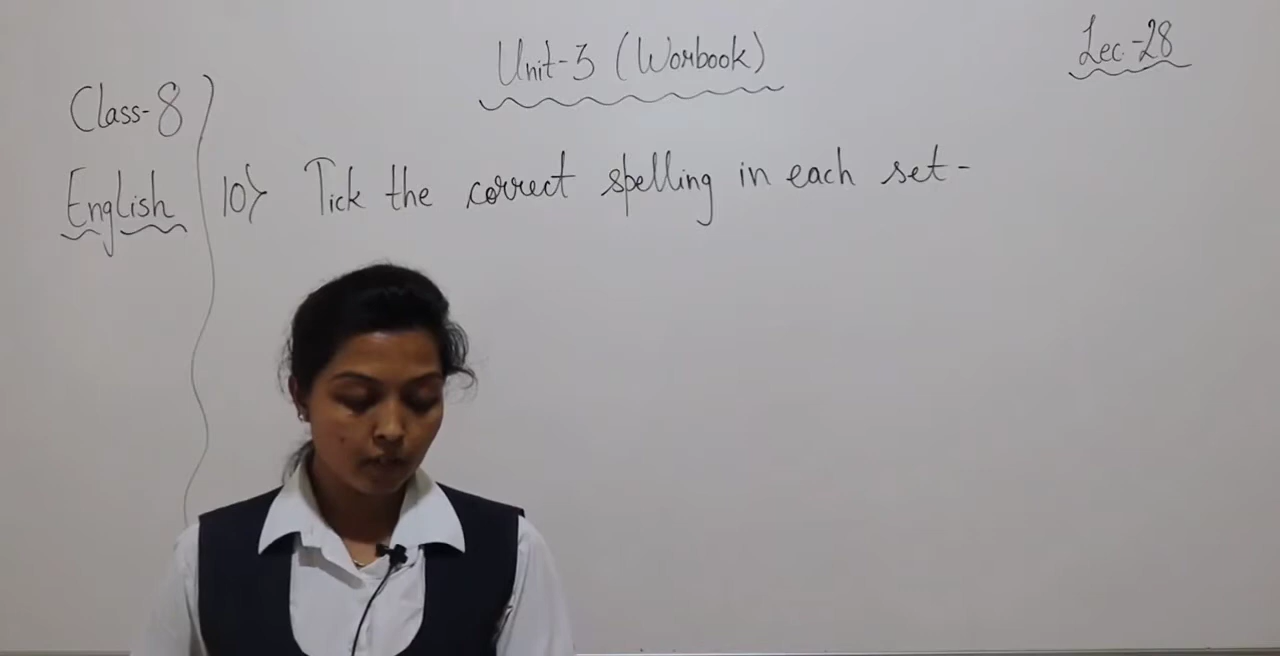 Unit-3 (Worbook)
Lec-28
Class-8
English
10) Tick the correct spelling in each set-